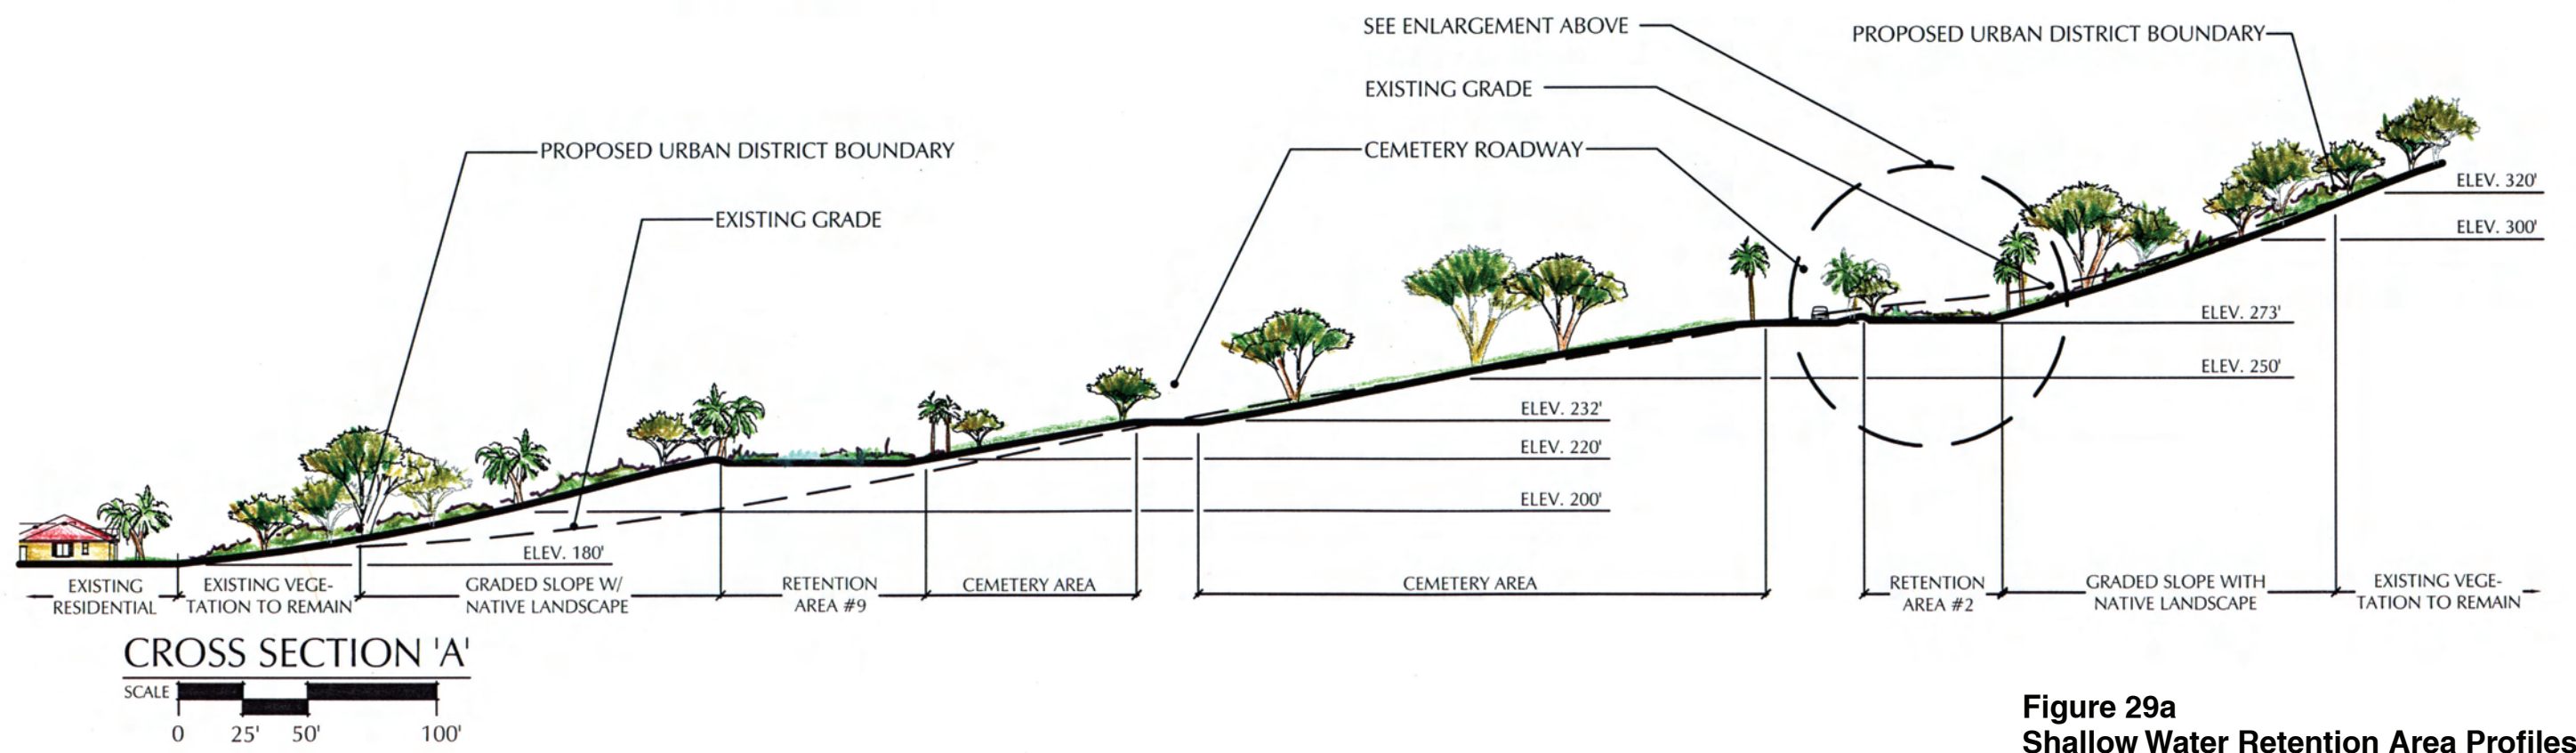 SEE ENLARGEMENT ABOVE
PROPOSED URBAN DISTRICT BOUNDARY
EXISTING GRADE
CEMETERY ROADWAY
PROPOSED URBAN DISTRICT BOUNDARY
EXISTING GRADE
ELEV. 320'
ELEV. 300'
ELEV. 273'
ELEV. 250'
ELEV. 232'
ELEV. 220'
ELEV. 200'
ELEV. 180'
EXISTING
RESIDENTIAL
EXISTING VEGE-
TATION TO REMAIN
GRADED SLOPE W/
NATIVE LANDSCAPE
RETENTION
AREA #9
CEMETERY AREA
CEMETERY AREA
RETENTION
AREA #2
GRADED SLOPE WITH
NATIVE LANDSCAPE
EXISTING VEGE-
TATION TO REMAIN
CROSS SECTION 'A'
SCALE
0 25' 50' 100'
Figure 29a
Shallow Water Retention Area Profiles